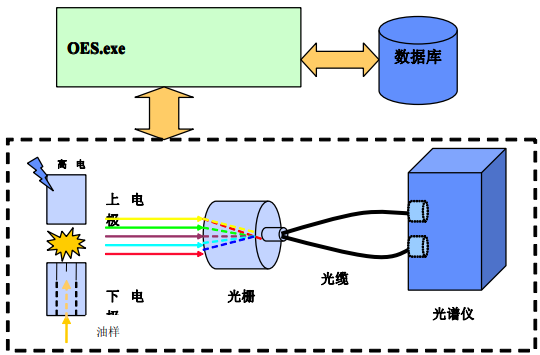 OES.exe
数据库
高 电
上 电
极
下 电
极
油样
光栅
光缆
光谱仪